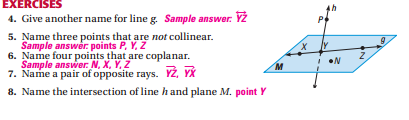 EXERCISES
4. Give another name for line g. Sample answer: YZ
5. Name three points that are not collinear.
Sample answer: points P, Y, Z
6. Name four points that are coplanar.
Sample answer: N, X, Y, Z
7. Name a pair of opposite rays. YZ, YX
8. Name the intersection of line h and plane M. point Y
h
P
g
X
Y
Z
N
M